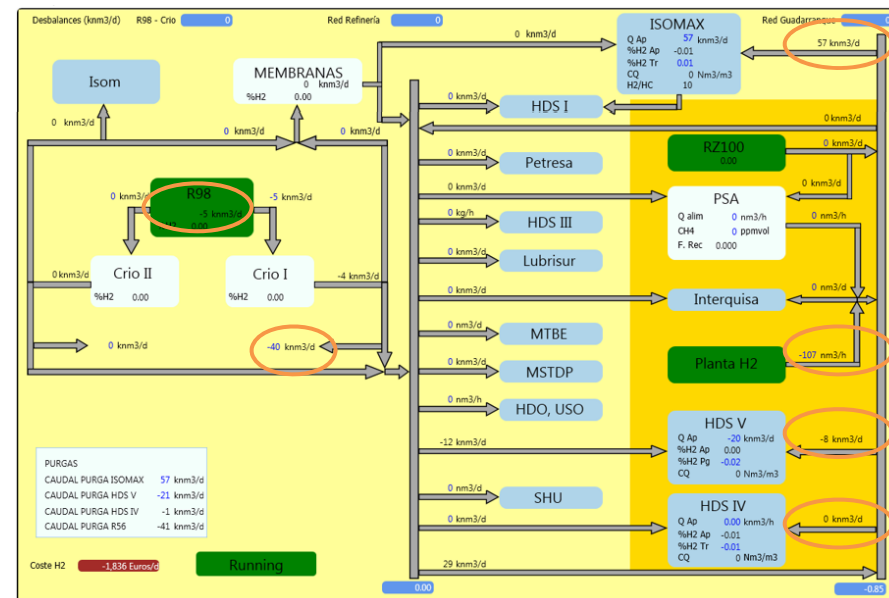 Desbalances (knm3/d) R98 - Crio 0 Red Refinería 0 Red Guadarranque 0
ISOMAX
Q Ap 57 knm3/d
%H2 Ap -0.01
%H2 Tr 0.01
CQ 0 Nm3/m3
H2/HC 10
0 knm3/d
57 knm3/d
Isom
MEMBRANAS
0 knm3/d
%H2 0.00
0 knm3/d
0 knm3/d
0 knm3/d
0 knm3/d
HDS I
0knm3/d
0 knm3/d
Petresa
RZ100
0.00
0 knm3/d
0 knm3/d
0 knm3/d
R98
-5 knm3/d
0.00
0 knm3/d
-5 knm3/d
PSA
Q alim 0 nm3/h
CH4 0 ppmvol
F. Rec 0.000
0 nm3/h
0 kg/h
HDS III
0 knm3/d
Lubrisur
Crio II
%H2 0.00
Crio I
%H2 0.00
0knm3/d
-4 knm3/d
0 knm3/d
Interquisa
0 nm3/h
0 knm3/d
-40 knm3/d
0 nm3/d
MTBE
0 knm3/d
MSTDP
Planta H2
-107 nm3/h
0 nm3/h
HDO, USO
-12 knm3/d
HDS V
Q Ap -20 knm3/d
%H2 Ap 0.00
%H2 Pg -0.02
CQ 0 Nm3/m3
-8 knm3/d
PURGAS
CAUDAL PURGA ISOMAX 57 knm3/d
CAUDAL PURGA HDS V -21 knm3/d
CAUDAL PURGA HDS IV -1 knm3/d
CAUDAL PURGA R56 -41 knm3/d
0 nm3/d
SHU
0 knm3/d
HDS IV
Q Ap 0.00 knm3/h
%H2 Ap -0.01
%H2 Tr -0.01
CQ 0 Nm3/m3
0 knm3/d
Coste H2 -1,836 Euros/d
Running
29 knm3/d
0.00
-0.85